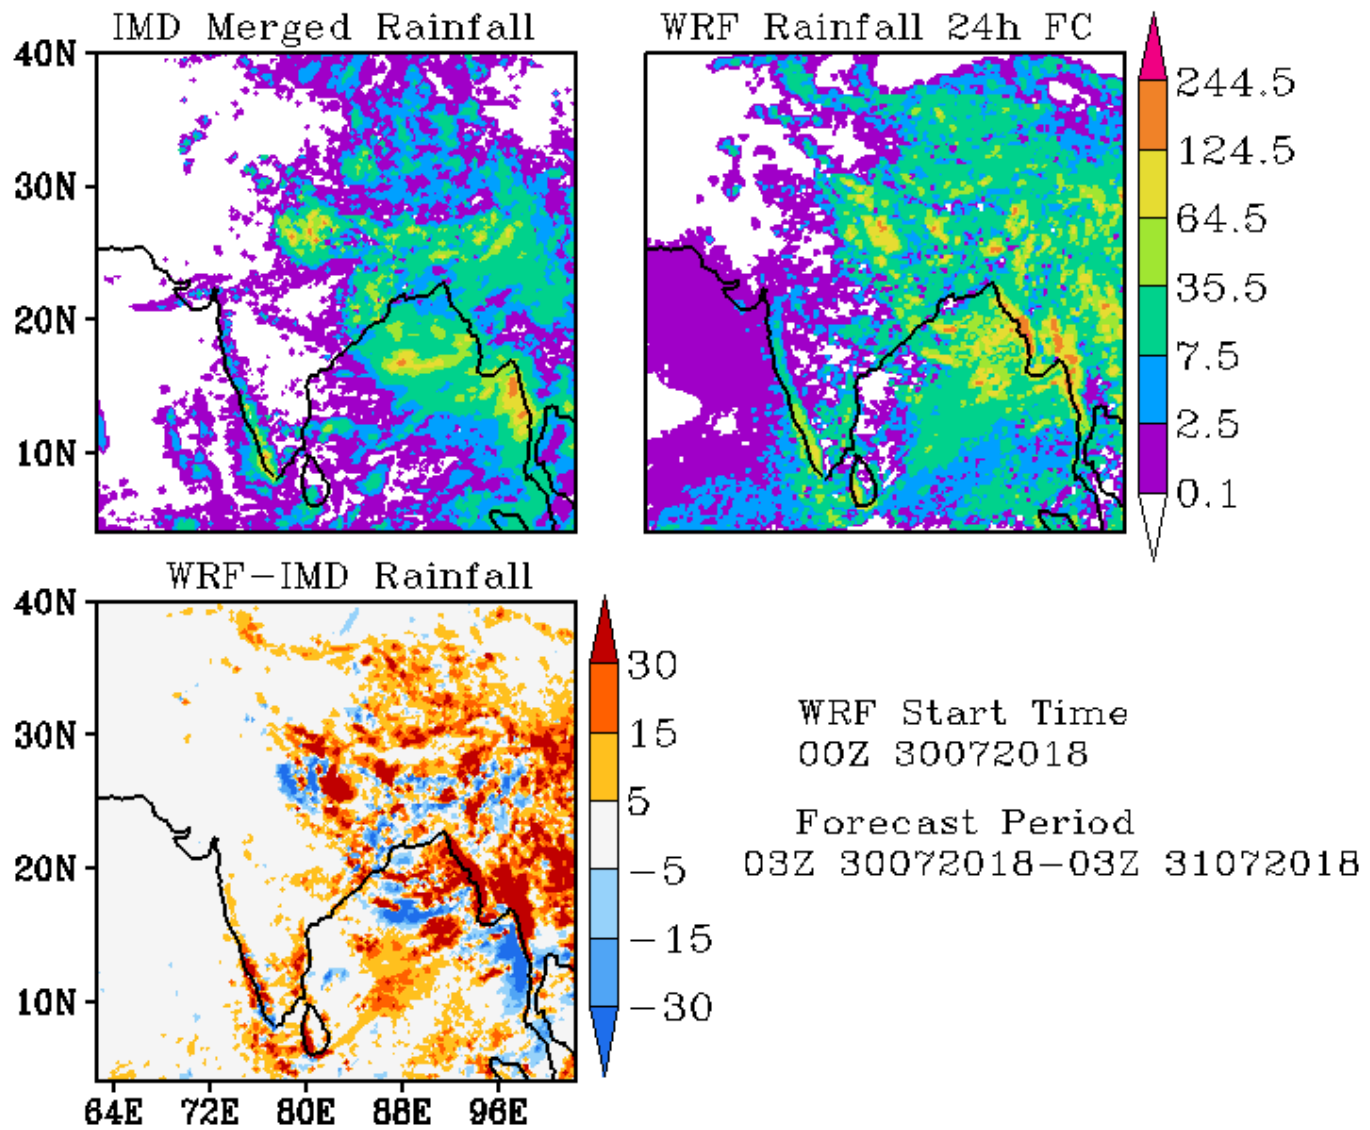 IMD Merged Rainfall
WRF Rainfall 24h FC
40N
30N
20N
10N
244.5
124.5
64.5
35.5
7.5
2.5
0.1
WRF-IMD Rainfall
40N
30N
20N
10N
64E 72E 80E 88E 96E
30
15
5
-5
-15
-30
WRF Start Time
00Z 30072018
Forecast Period
03Z 30072018-03Z 31072018